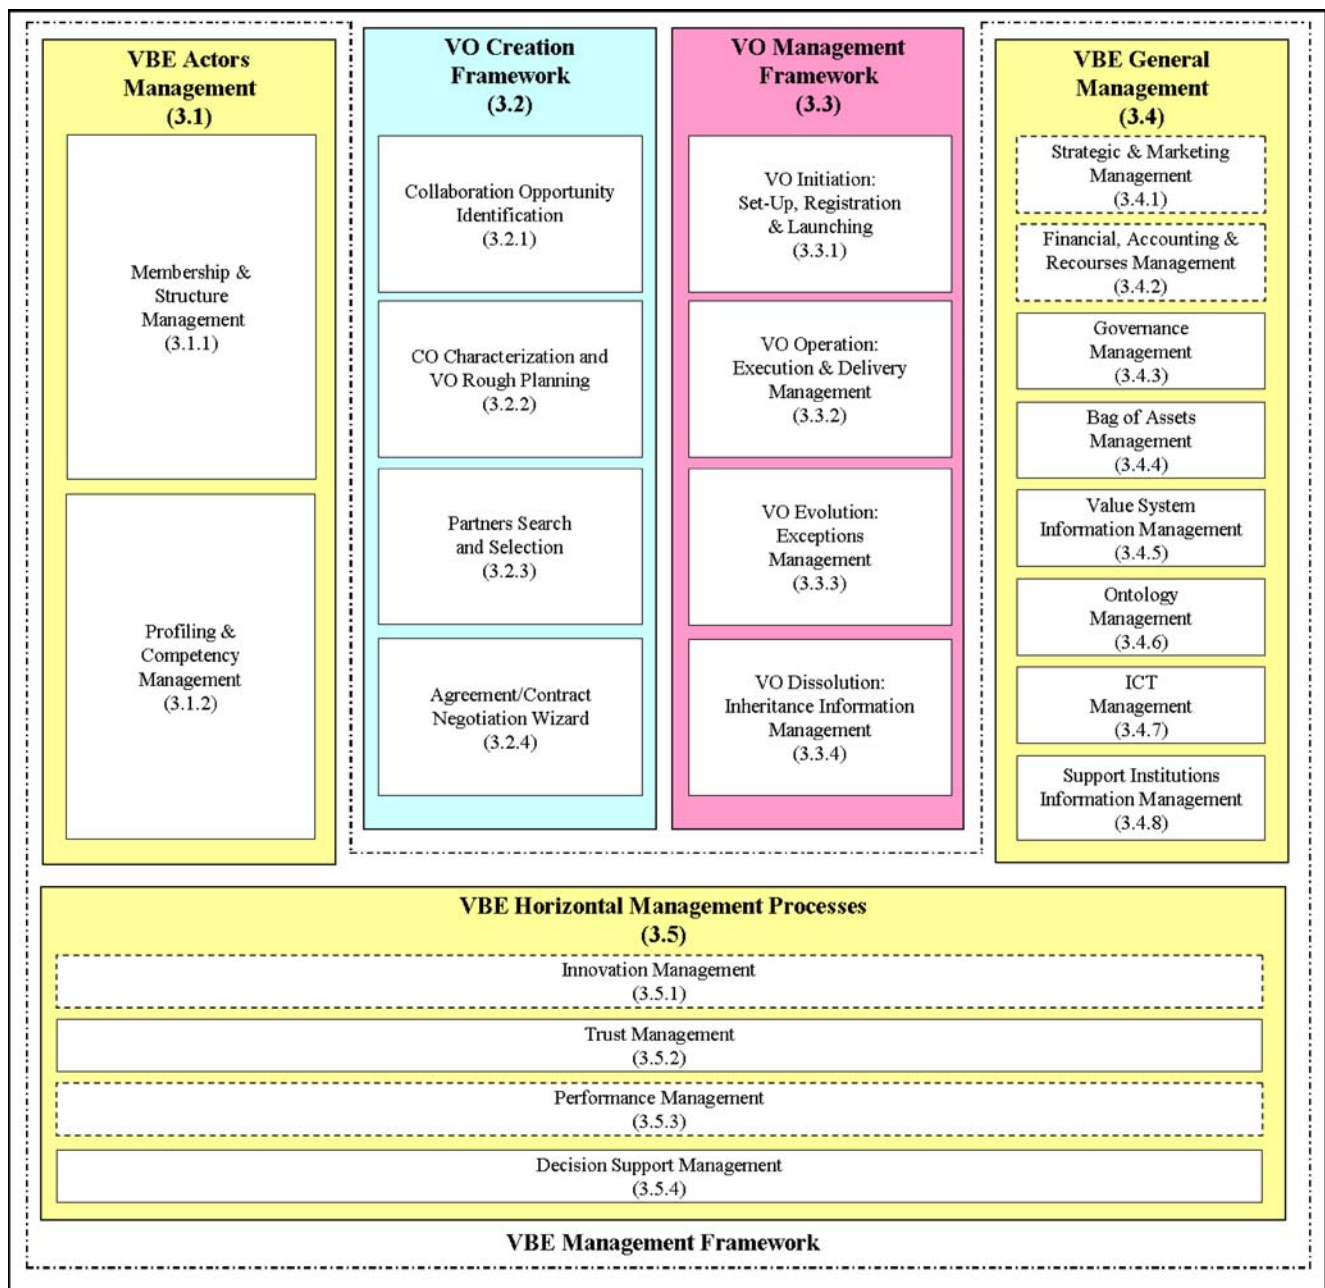 VBE Actors
Management
(3.1)
Membership &
Structure
Management
(3.1.1)
Profiling &
Competency
Management
(3.1.2)
VO Creation
Framework
(3.2)
Collaboration Opportunity
Identification
(3.2.1)
CO Characterization and
VO Rough Planning
(3.2.2)
Partners Search
and Selection
(3.2.3)
Agreement/Contract
Negotiation Wizard
(3.2.4)
VO Management
Framework
(3.3)
VO Initiation:
Set-Up, Registration
& Launching
(3.3.1)
VO Operation:
Execution & Delivery
Management
(3.3.2)
VO Evolution:
Exceptions
Management
(3.3.3)
VO Dissolution:
Inheritance Information
Management
(3.3.4)
VBE General
Management
(3.4)
Strategic & Marketing
Management
(3.4.1)
Financial, Accounting &
Recourses Management
(3.4.2)
Governance
Management
(3.4.3)
Bag of Assets
Management
(3.4.4)
Value System
Information Management
(3.4.5)
Ontology
Management
(3.4.6)
ICT
Management
(3.4.7)
Support Institutions
Information Management
(3.4.8)
VBE Horizontal Management Processes
(3.5)
Innovation Management
(3.5.1)
Trust Management
(3.5.2)
Performance Management
(3.5.3)
Decision Support Management
(3.5.4)
VBE Management Framework